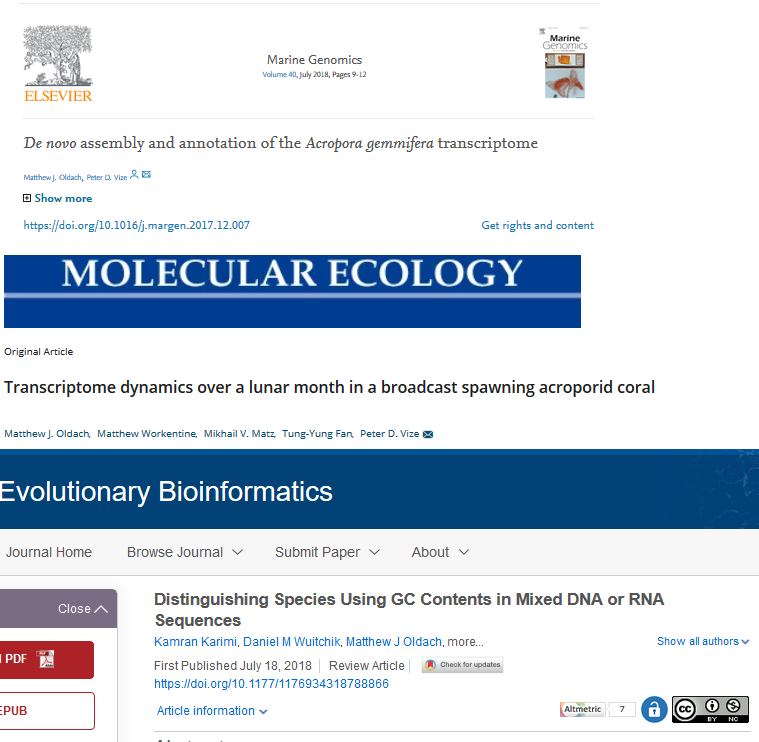 Marine Genomics
Volume 40, July 2018, Pages 9-12
Marine
Genomics
ELSEVIER
De novo assembly and annotation of the Acropora gemmifera transcriptome
Matthew J. Oldach, Peter D. Vize
Show more
https://doi.org/10.1016/j.margen.2017.12.007 Get rights and content
MOLECULAR ECOLOGY
Original Article
Transcriptome dynamics over a lunar month in a broadcast spawning acroporid coral
Matthew J. Oldach, Matthew Workentine, Mikhail V. Matz, Tung-Yung Fan, Peter D. Vize
Evolutionary Bioinformatics
Journal Home Browse Journal Submit Paper About
Close
Distinguishing Species Using GC Contents in Mixed DNA or RNA
Sequences
Kamran Karimi, Daniel M Wuitchik, Matthew J Oldach, more... Show all authors
PDF
First Published July 18, 2018 Review Article Check for updates
https://doi.org/10.1177/1176934318788866
EPUB
Article information Altmetric 7 cc BY NC